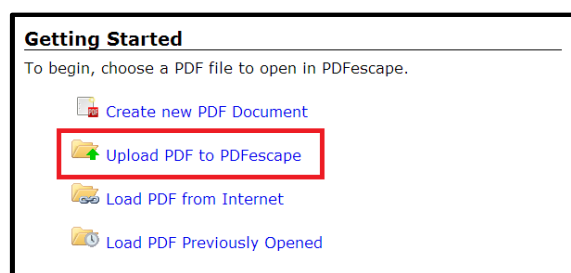 Getting Started
To begin, choose a PDF file to open in PDFescape.
Create new PDF Document
Upload PDF to PDFescape
Load PDF from Internet
Load PDF Previously Opened